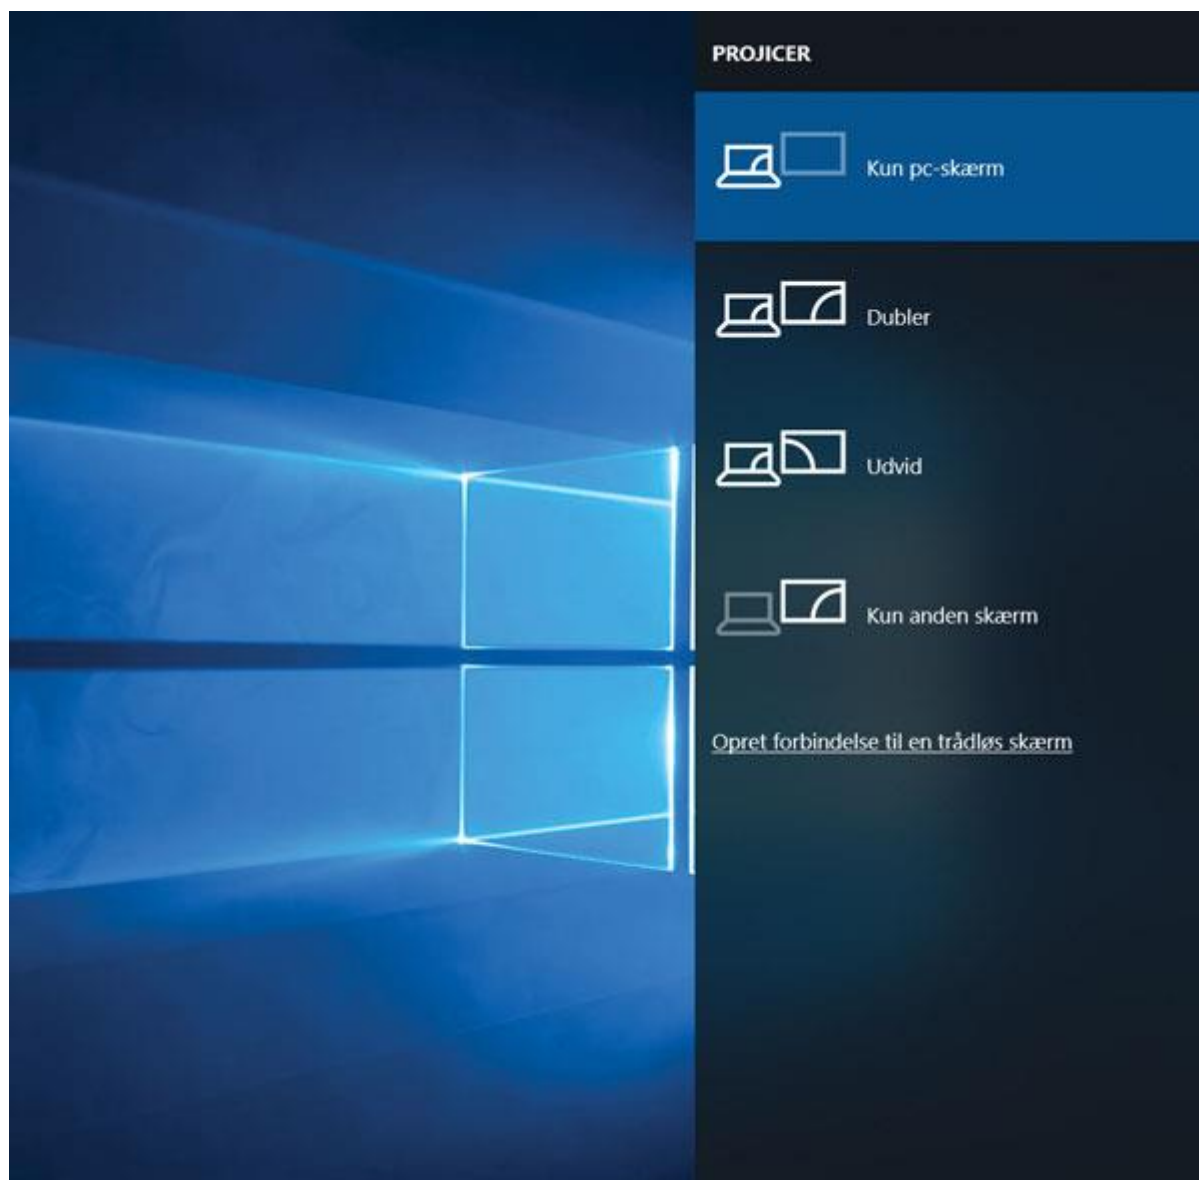 PROJICER
Kun pc-skærm
Dubler
Udvid
Kun anden skærm
Opret forbindelse til en trådløs skærm